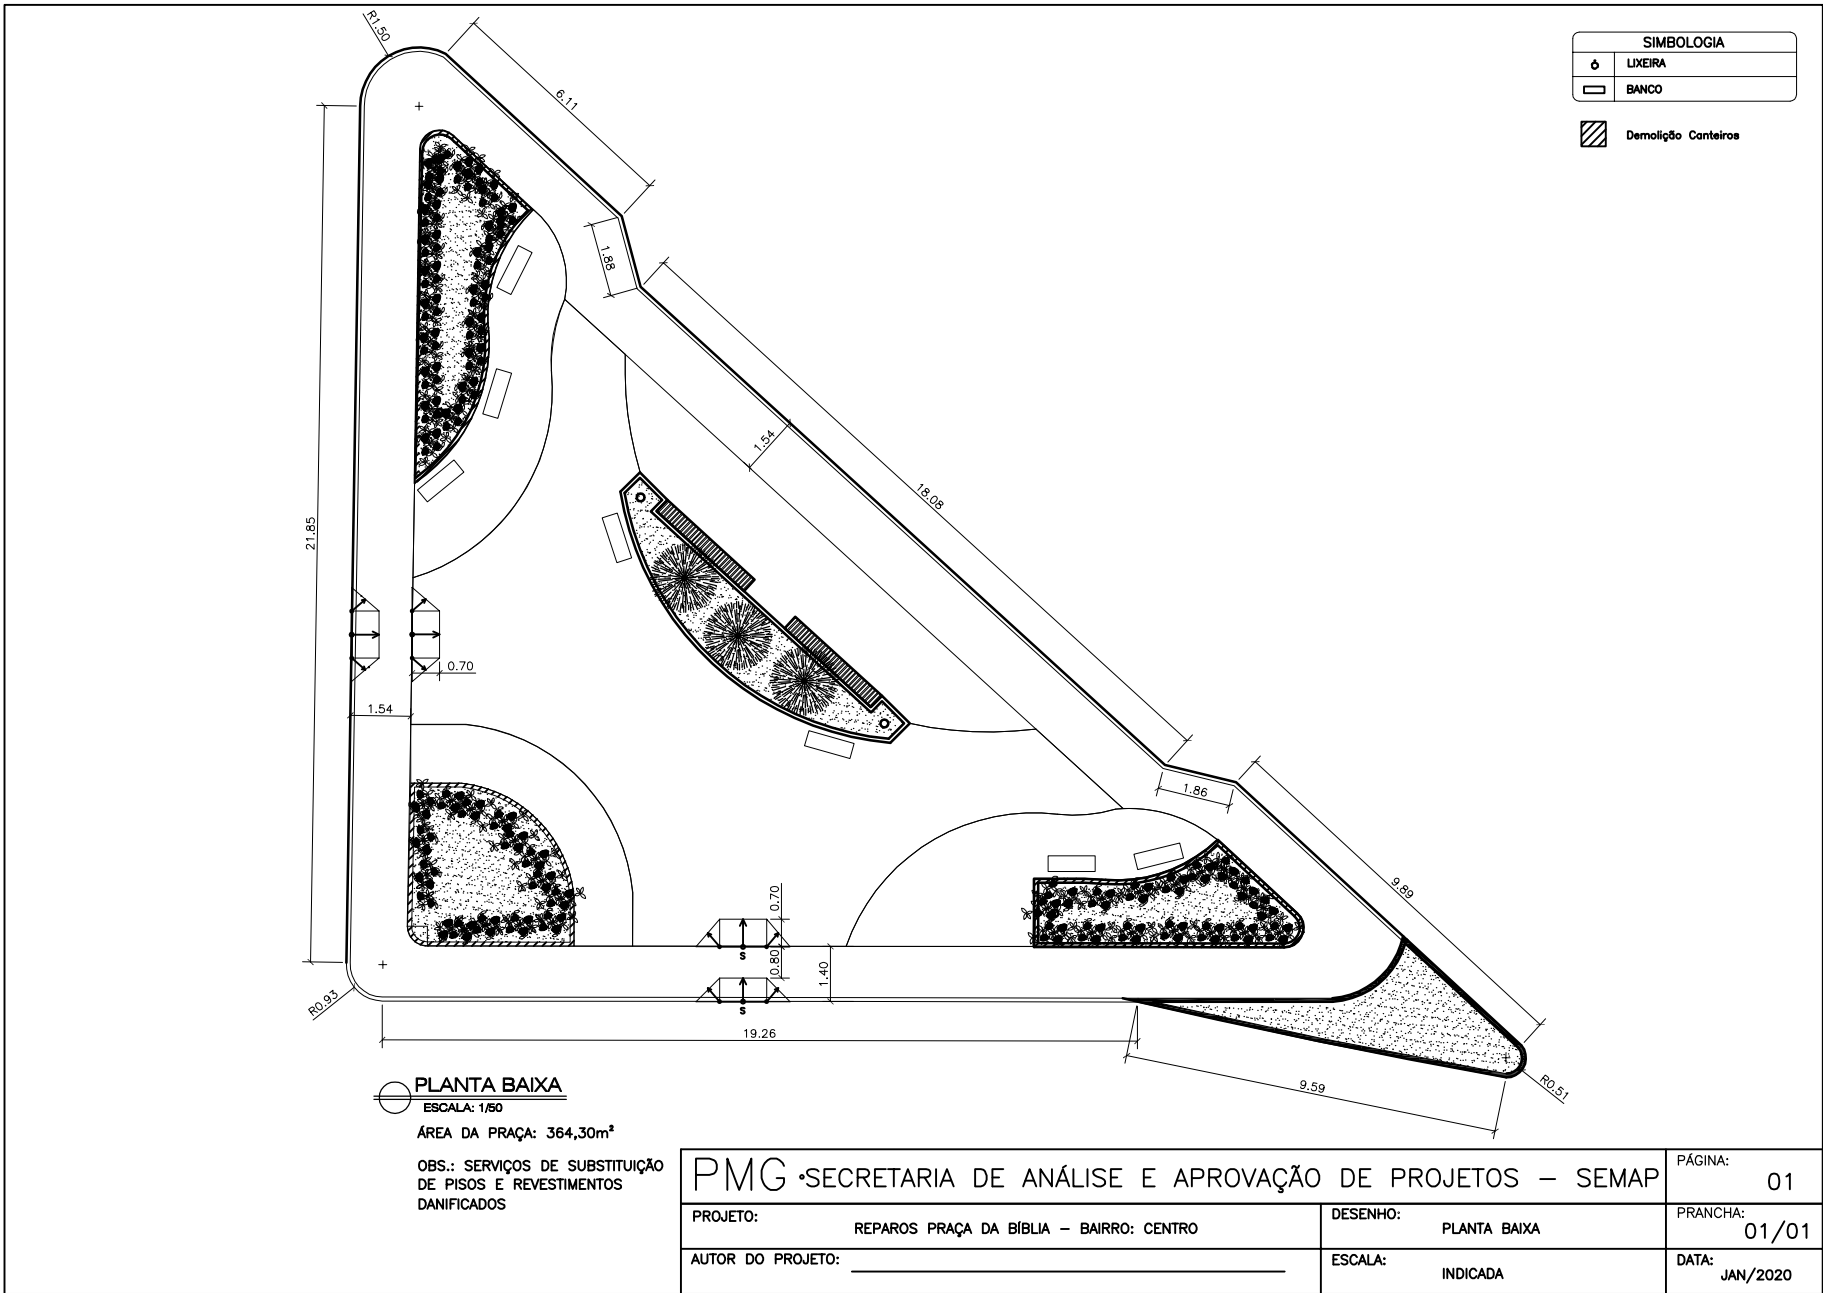 R1.50
6.11
SIMBOLOGIA
LIXEIRA
BANCO
Demolição Canteiros
1.88
1.54
18.08
21.85
0.70
1.54
1.86
9.89
0.70
S
0.80
1.40
S
R0.93
19.26
9.59
R0.51
PLANTA BAIXA
ESCALA: 1/50
ÁREA DA PRAÇA: 364,30m²
OBS.: SERVIÇOS DE SUBSTITUIÇÃO
DE PISOS E REVESTIMENTOS
DANIFICADOS
PMG •SECRETARIA DE ANÁLISE E APROVAÇÃO DE PROJETOS – SEMAP
PÁGINA:
01
PROJETO:
REPAROS PRAÇA DA BÍBLIA – BAIRRO: CENTRO
DESENHO:
PLANTA BAIXA
PRANCHA:
01/01
AUTOR DO PROJETO:
ESCALA:
INDICADA
DATA:
JAN/2020